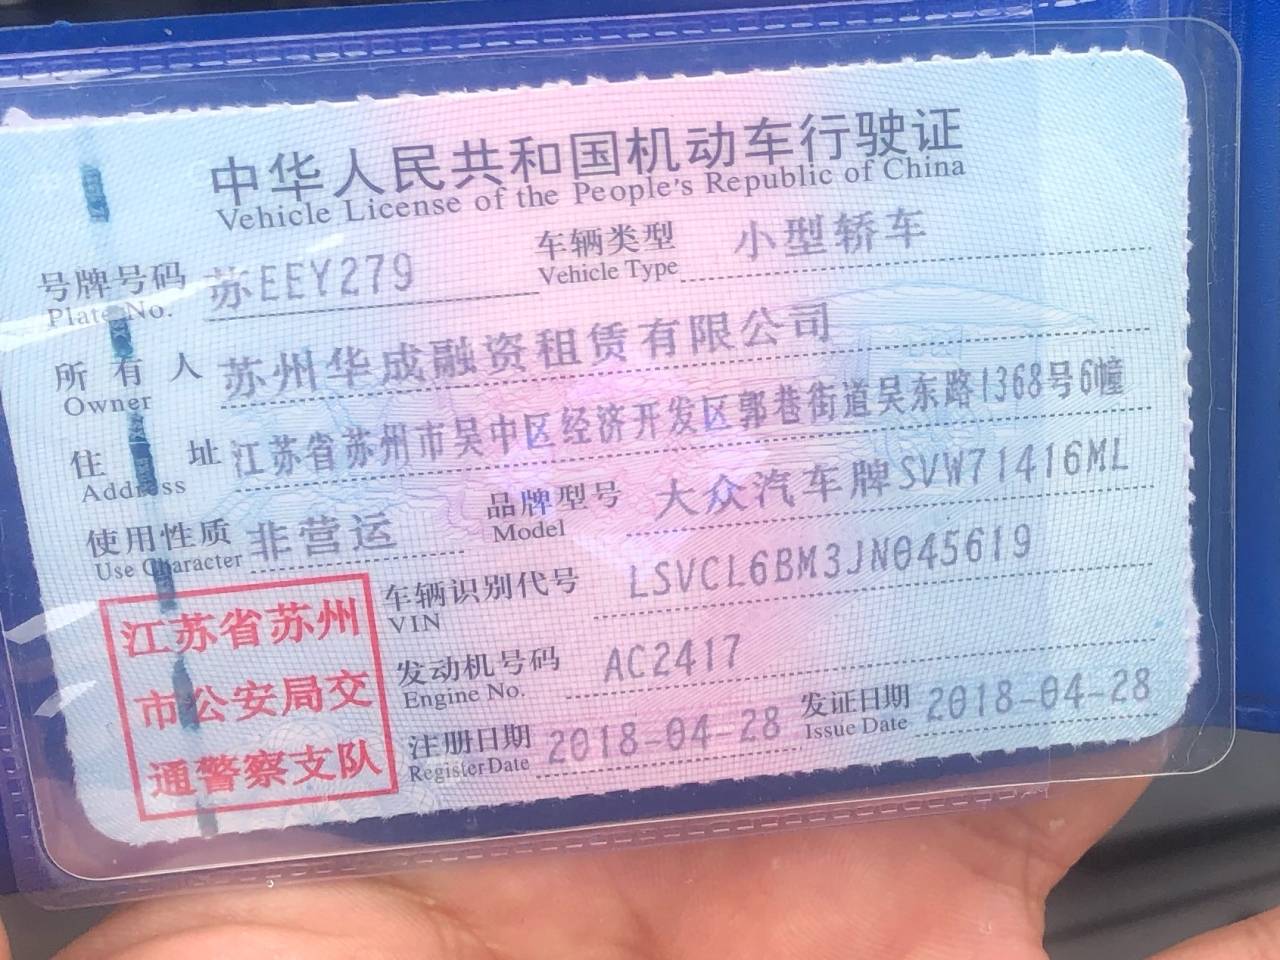 中华人民共和国机动车行驶证
Vehicle License of the People's Republic of China
号牌号码 苏EEY279 车辆类型 小型轿车
Plate No. Vehicle Type
所有人 苏州华成融资租赁有限公司
Owner
住址 江苏省苏州市吴中区经济开发区郭巷街道吴东路1368号6幢
Address
使用性质 非营运 品牌型号 大众汽车牌SVW71416ML
Use Character Model
车辆识别代号 LSVCL6BM3JN045619
VIN
发动机号码 AC2417
Engine No.
注册日期 2018-04-28 发证日期 2018-04-28
Register Date Issue Date
江苏省苏州
市公安局交
通警察支队